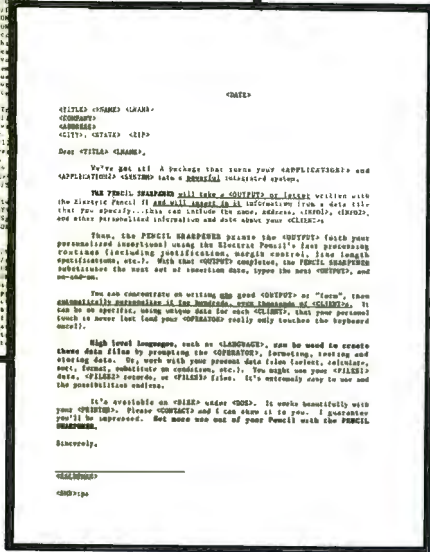 <DATE>
<TITLE> <FNAME> <LNAME>
<COMPANY>
<ADDRESS>
<CITY>, <STATE> <ZIP>
Dear <TITLE> <LNAME>,
We've got it! A package that turns your <APPLICATIONS> and
<APPLICATION2> <SYSTEM> into a powerful integrated system.
THE PENCIL SHARPENER will take a <OUTPUT> or letter written with
the Electric Pencil II and will insert in it information from a data file
that you specify...this can include the name, address, <INFO1>, <INFO2>,
and other personalized information and data about your <CLIENT>s
Then, the PENCIL SHARPENER prints the <OUTPUT> (with your
personalized insertions) using the Electric Pencil's fast processing
routines (including justification, margin control, line length
specifications, etc.). With that <OUTPUT> completed, the PENCIL SHARPENER
substitutes the next set of insertion data, types the next <OUTPUT>, and
so-and-on.
You can concentrate on writing one good <OUTPUT> or "form", then
automatically personalize it for hundreds, even thousands of <CLIENT>s. It
can be so specific, using unique data for each <CLIENT>, that your personal
touch is never lost (and your <OPERATOR> really only touches the keyboard
once!).
High level languages, such as <LANGUAGE>, can be used to create
these data files by prompting the <OPERATOR>, formating, testing and
storing data. Or, work with your present data files (select, calculate,
sort, format, substitute on condition, etc.). You might use your <FILE1>
data, <FILE2> records, or <FILE3> files. It's extremely easy to use and
the possibilities endless.
It's available on <DISK> under <DOS>. It works beautifully with
your <PRINTER>. Please <CONTACT> and I can show it to you. I guarantee
you'll be impressed. Get more use out of your Pencil with the PENCIL
SHARPENER.
Sincerely,
<SALESMAN>